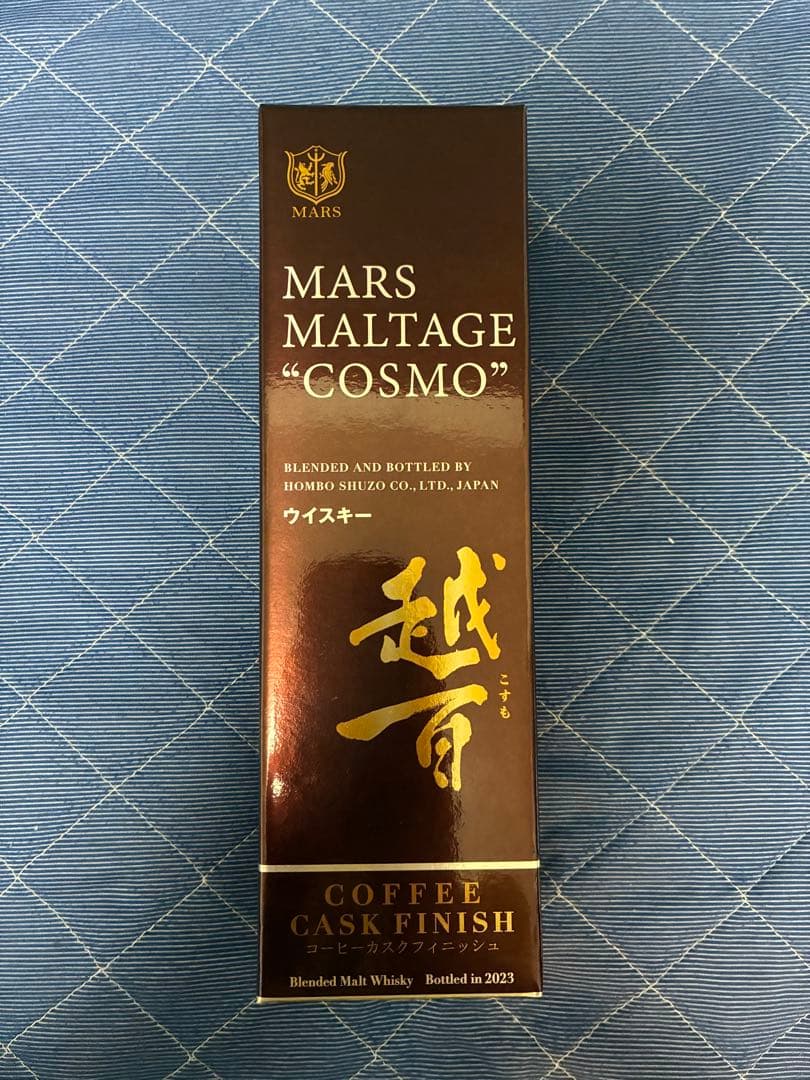 MARS
MARS
MALTAGE
“COSMO”
BLENDED AND BOTTLED BY
HOMBO SHUZO CO., LTD., JAPAN
ウイスキー
越百
こすも
COFFEE
CASK FINISH
コーヒーカスクフィニッシュ
Blended Malt Whisky Bottled in 2023